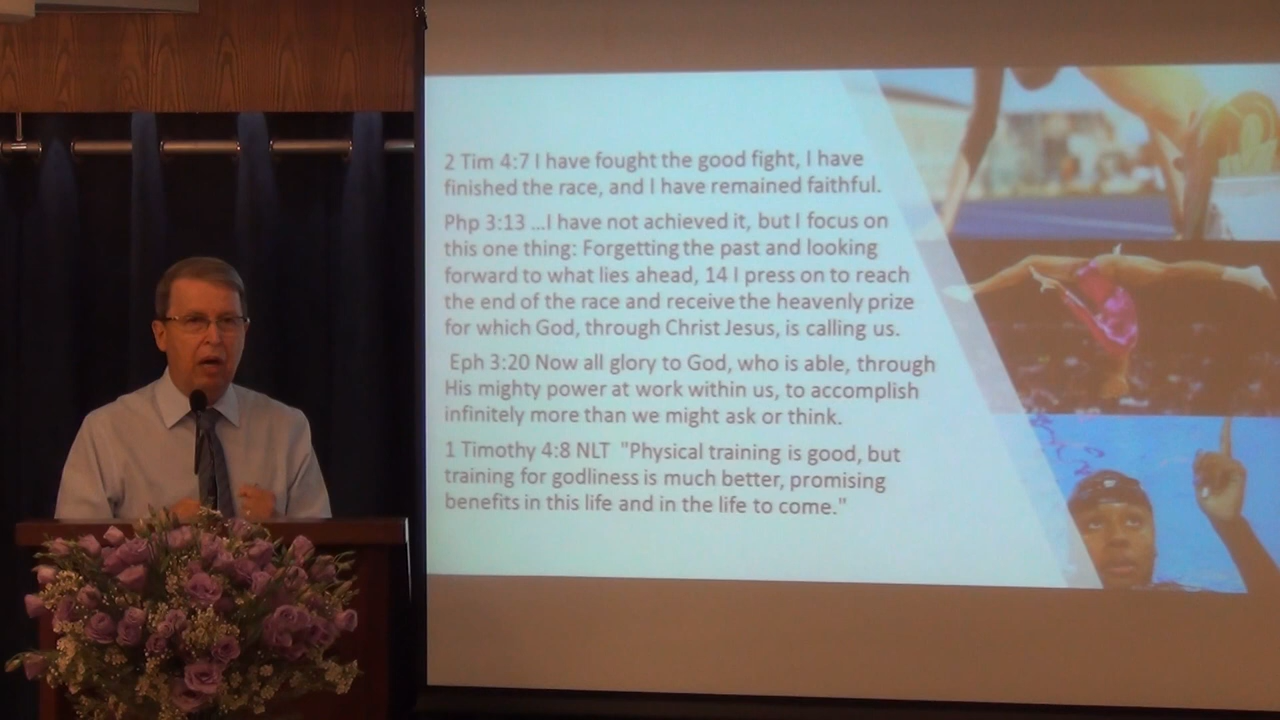 2 Tim 4:7 I have fought the good fight, I have
finished the race, and I have remained faithful.
Php 3:13 ...I have not achieved it, but I focus on
this one thing: Forgetting the past and looking
forward to what lies ahead, 14 I press on to reach
the end of the race and receive the heavenly prize
for which God, through Christ Jesus, is calling us.
Eph 3:20 Now all glory to God, who is able, through
His mighty power at work within us, to accomplish
infinitely more than we might ask or think.
1 Timothy 4:8 NLT "Physical training is good, but
training for godliness is much better, promising
benefits in this life and in the life to come."